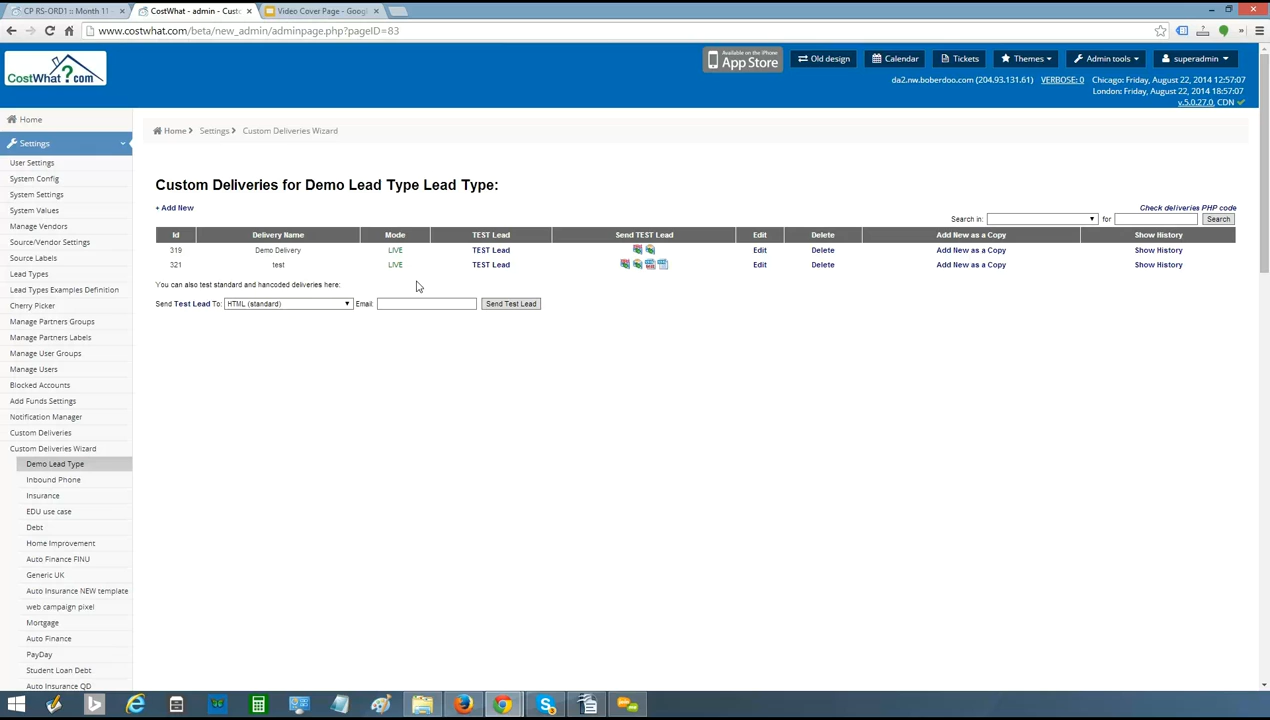 CP RS-ORD1 :: Month 11 -
CostWhat - admin - Custo
Video Cover Page - Googl
www.costwhat.com/beta/new_admin/adminpage.php?pageID=83
CostWhat?com
Available on the iPhone
App Store
Old design
Calendar
Tickets
Themes
Admin tools
superadmin
da2.nw.boberdoo.com (204.93.131.61) VERBOSE: 0 Chicago: Friday, August 22, 2014 12:57:07
London: Friday, August 22, 2014 18:57:07
v.5.0.27.0, CDN
Home
Settings
User Settings
System Config
System Settings
System Values
Manage Vendors
Source/Vendor Settings
Source Labels
Lead Types
Lead Types Examples Definition
Cherry Picker
Manage Partners Groups
Manage Partners Labels
Manage User Groups
Manage Users
Blocked Accounts
Add Funds Settings
Notification Manager
Custom Deliveries
Custom Deliveries Wizard
Demo Lead Type
Inbound Phone
Insurance
EDU use case
Debt
Home Improvement
Auto Finance FINU
Generic UK
Auto Insurance NEW template
web campaign pixel
Mortgage
Auto Finance
PayDay
Student Loan Debt
Auto Insurance QD
Home > Settings > Custom Deliveries Wizard
Custom Deliveries for Demo Lead Type Lead Type:
+ Add New
Check deliveries PHP code
Search in: for Search
Id Delivery Name Mode TEST Lead Send TEST Lead Edit Delete Add New as a Copy Show History
319 Demo Delivery LIVE TEST Lead Edit Delete Add New as a Copy Show History
321 test LIVE TEST Lead Edit Delete Add New as a Copy Show History
You can also test standard and hancoded deliveries here:
Send Test Lead To: HTML (standard) Email: Send Test Lead